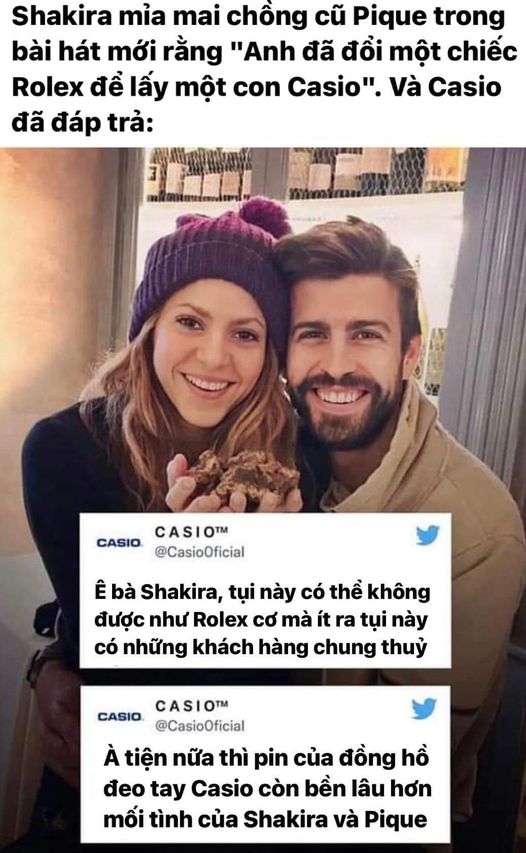 Shakira mỉa mai chồng cũ Pique trong
bài hát mới rằng "Anh đã đổi một chiếc
Rolex để lấy một con Casio". Và Casio
đã đáp trả:
CASIO
CASIO™
@CasioOficial
Ê bà Shakira, tụi này có thể không
được như Rolex cơ mà ít ra tụi này
có những khách hàng chung thuỷ
CASIO
CASIO™
@CasioOficial
À tiện nữa thì pin của đồng hồ
đeo tay Casio còn bền lâu hơn
mối tình của Shakira và Pique